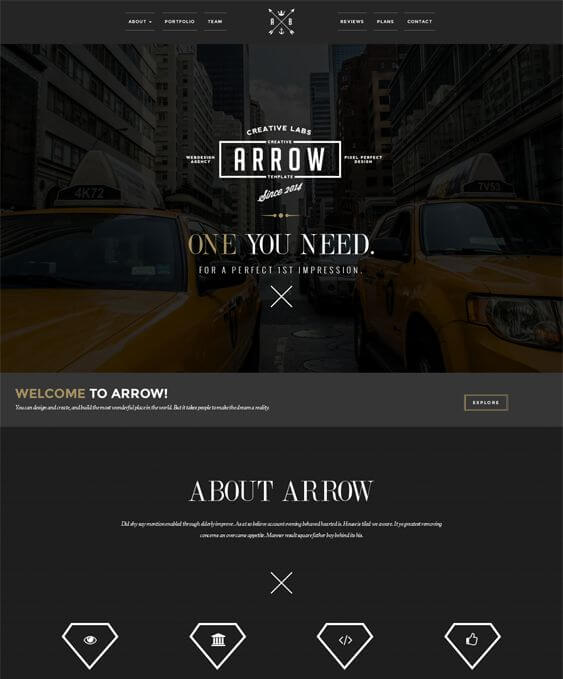 ABOUT
PORTFOLIO
TEAM
A B
REVIEWS
PLANS
CONTACT
CREATIVE LABS
CREATIVE
WEBDESIGN
AGENCY
ARROW
PIXEL PERFECT
DESIGN
TEMPLATE
Since 2014
4K72
7V53
ONE YOU NEED.
FOR A PERFECT 1ST IMPRESSION.
WELCOME TO ARROW!
You can design and create, and build the most wonderful place in the world. But it takes people to make the dream a reality.
EXPLORE
ABOUT ARROW
Did shy say mention enabled through elderly improve. As at so believe account evening behaved hearted is. House is tiled we aware. It ye greatest removing
concerns an overcame appetite. Manner result square father boy behind its his.